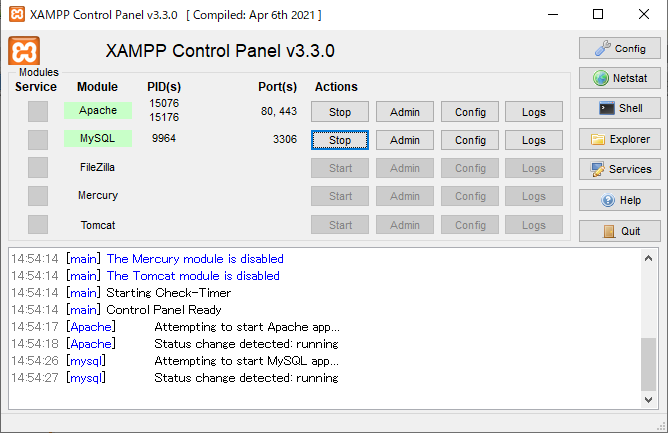 XAMPP Control Panel v3.3.0 [ Compiled: Apr 6th 2021 ]
XAMPP Control Panel v3.3.0
Config
Modules
Service Module PID(s) Port(s) Actions
Netstat
Apache 15076 15176 80, 443 Stop Admin Config Logs
Shell
MySQL 9964 3306 Stop Admin Config Logs
Explorer
FileZilla Start Admin Config Logs
Services
Mercury Start Admin Config Logs
Help
Tomcat Start Admin Config Logs
Quit
14:54:14 [main] The Mercury module is disabled
14:54:14 [main] The Tomcat module is disabled
14:54:14 [main] Starting Check-Timer
14:54:14 [main] Control Panel Ready
14:54:17 [Apache] Attempting to start Apache app...
14:54:18 [Apache] Status change detected: running
14:54:26 [mysql] Attempting to start MySQL app...
14:54:27 [mysql] Status change detected: running